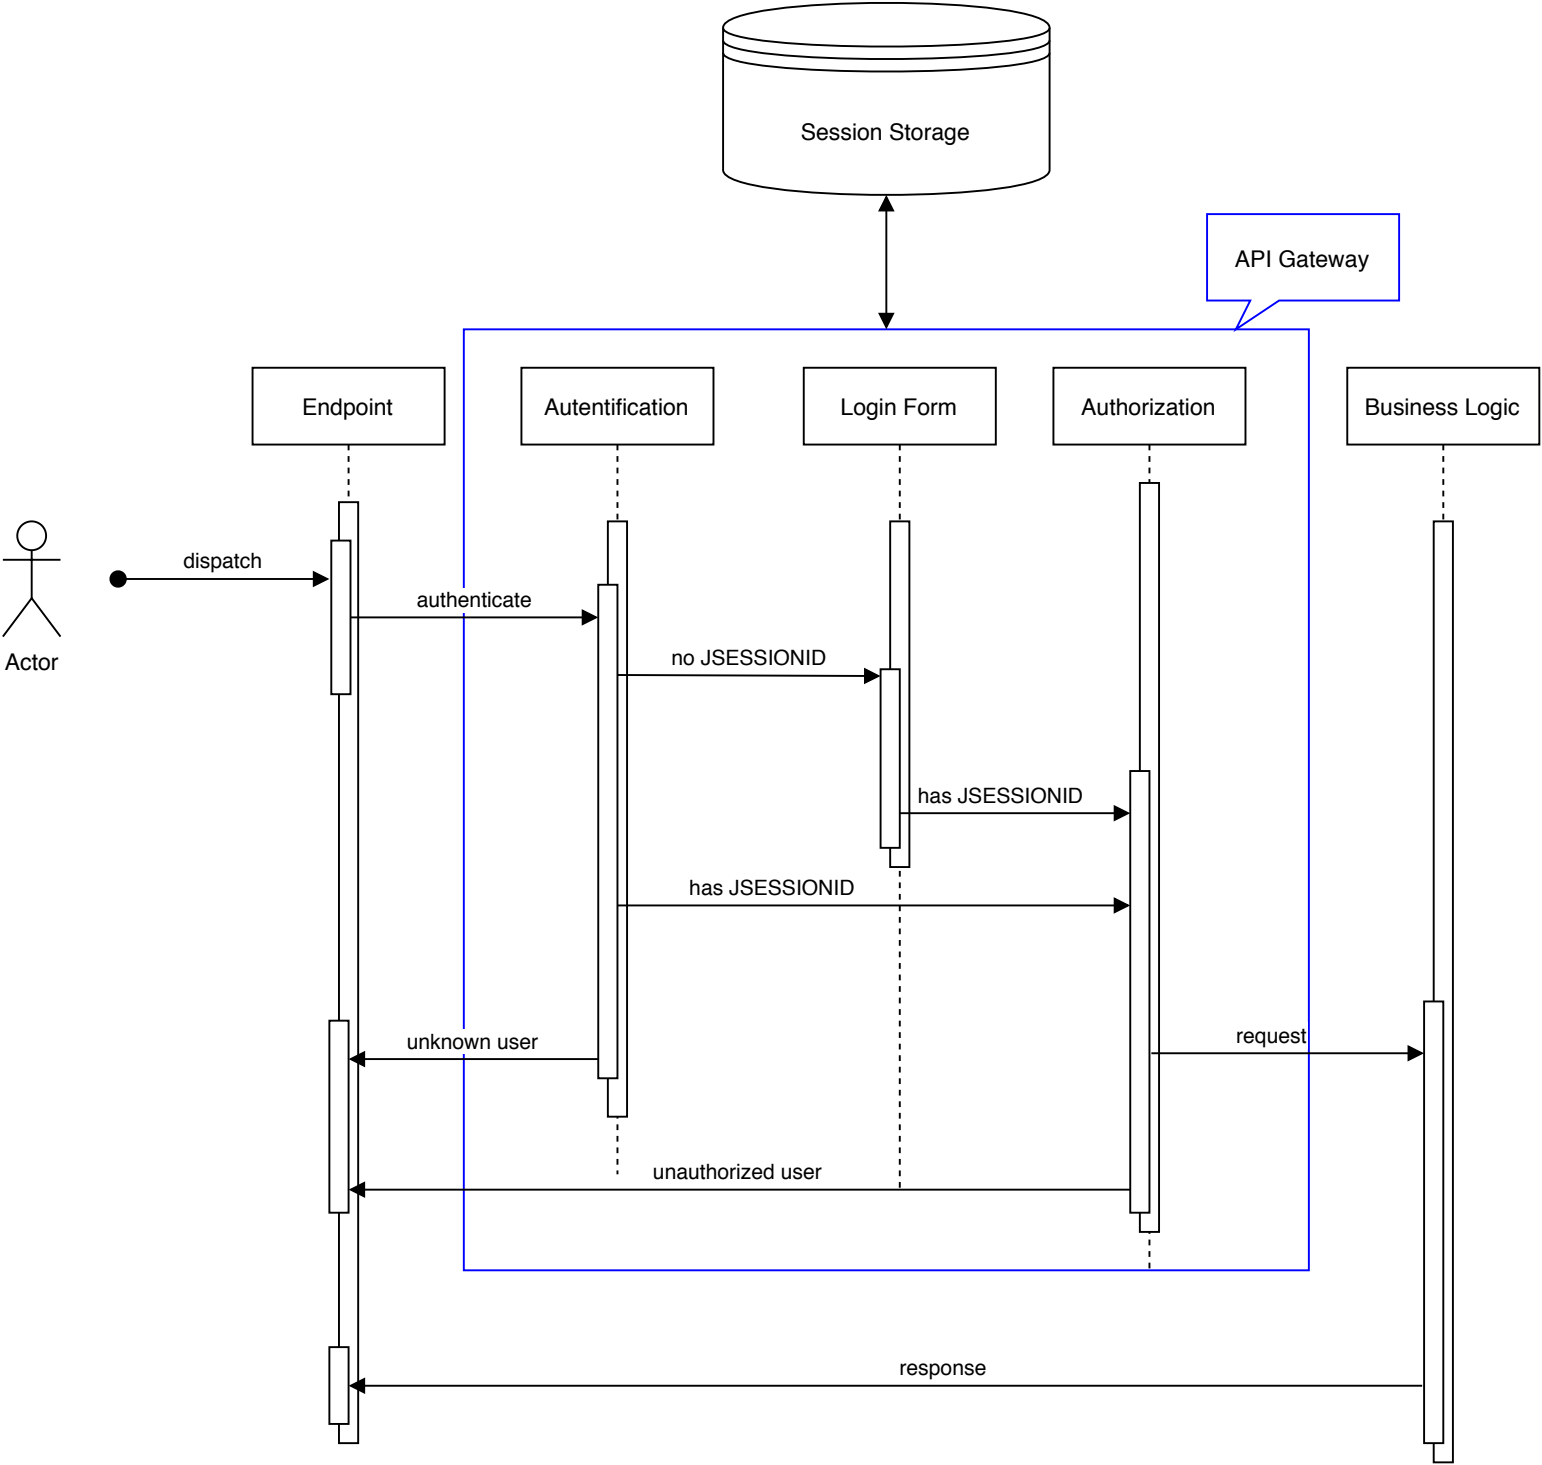 Session Storage
API Gateway
Endpoint
Autentification
Login Form
Authorization
Business Logic
dispatch
authenticate
Actor
no JSESSIONID
has JSESSIONID
has JSESSIONID
unknown user
request
unauthorized user
response